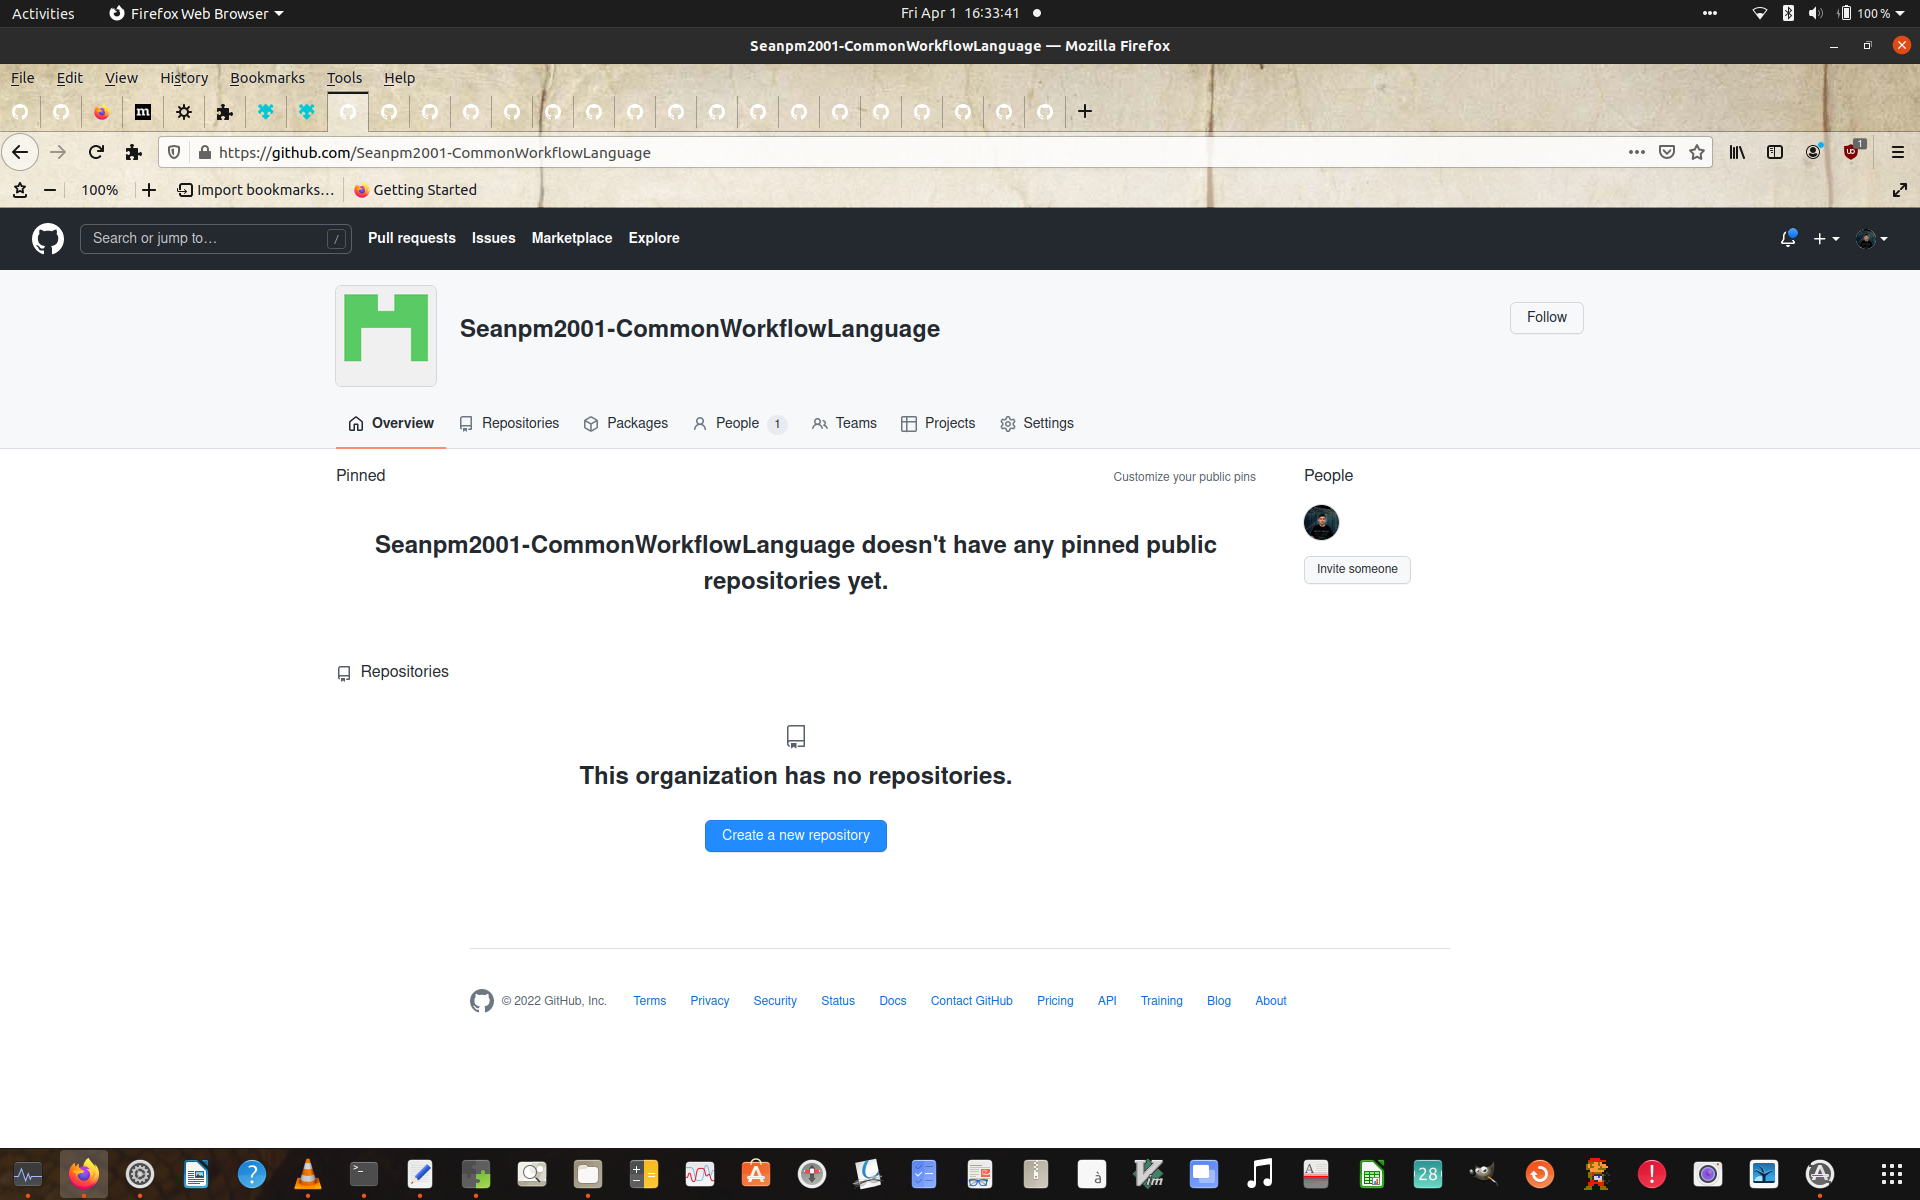 Activities Firefox Web Browser Fri Apr 1 16:33:41 100 %
Seanpm2001-CommonWorkflowLanguage — Mozilla Firefox
File Edit View History Bookmarks Tools Help
https://github.com/Seanpm2001-CommonWorkflowLanguage 1
100% Import bookmarks… Getting Started
Search or jump to… / Pull requests Issues Marketplace Explore
Seanpm2001-CommonWorkflowLanguage Follow
Overview Repositories Packages People 1 Teams Projects Settings
Pinned Customize your public pins People
Seanpm2001-CommonWorkflowLanguage doesn't have any pinned public
repositories yet.
Invite someone
Repositories
This organization has no repositories.
Create a new repository
© 2022 GitHub, Inc. Terms Privacy Security Status Docs Contact GitHub Pricing API Training Blog About
28